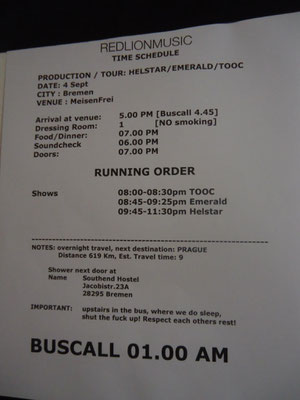 REDLIONMUSIC
TIME SCHEDULE
PRODUCTION / TOUR: HELSTAR/EMERALD/TOOC
DATE: 4 Sept
CITY : Bremen
VENUE : MeisenFrei
Arrival at venue: 5.00 PM [Buscall 4.45]
Dressing Room: 1 [NO smoking]
Food/Dinner: 07.00 PM
Soundcheck 06.00 PM
Doors: 07.00 PM
RUNNING ORDER
Shows 08:00-08:30pm TOOC
08:45-09:25pm Emerald
09:45-11:30pm Helstar
NOTES: overnight travel, next destination: PRAGUE
Distance 619 Km, Est. Travel time: 9
Shower next door at
Name Southend Hostel
Jacobistr.23A
28295 Bremen
IMPORTANT: upstairs in the bus, where we do sleep,
shut the fuck up! Respect each others rest!
BUSCALL 01.00 AM